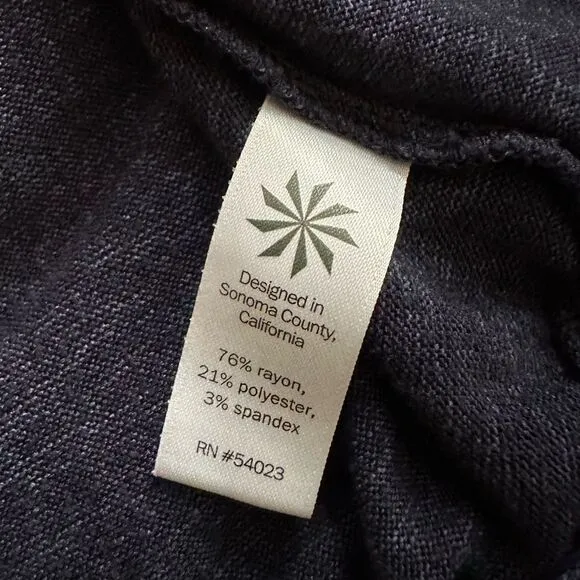 Designed in
Sonoma County,
California
76% rayon,
21% polyester,
3% spandex
RN #54023